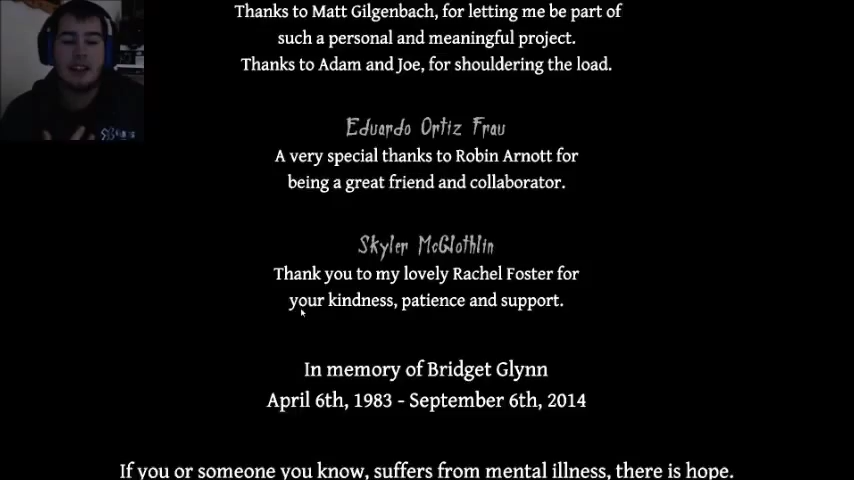 Thanks to Matt Gilgenbach, for letting me be part of
such a personal and meaningful project.
Thanks to Adam and Joe, for shouldering the load.
Eduardo Ortiz Frau
A very special thanks to Robin Arnott for
being a great friend and collaborator.
Skyler McGlothlin
Thank you to my lovely Rachel Foster for
your kindness, patience and support.
In memory of Bridget Glynn
April 6th, 1983 - September 6th, 2014
If you or someone you know, suffers from mental illness, there is hope.